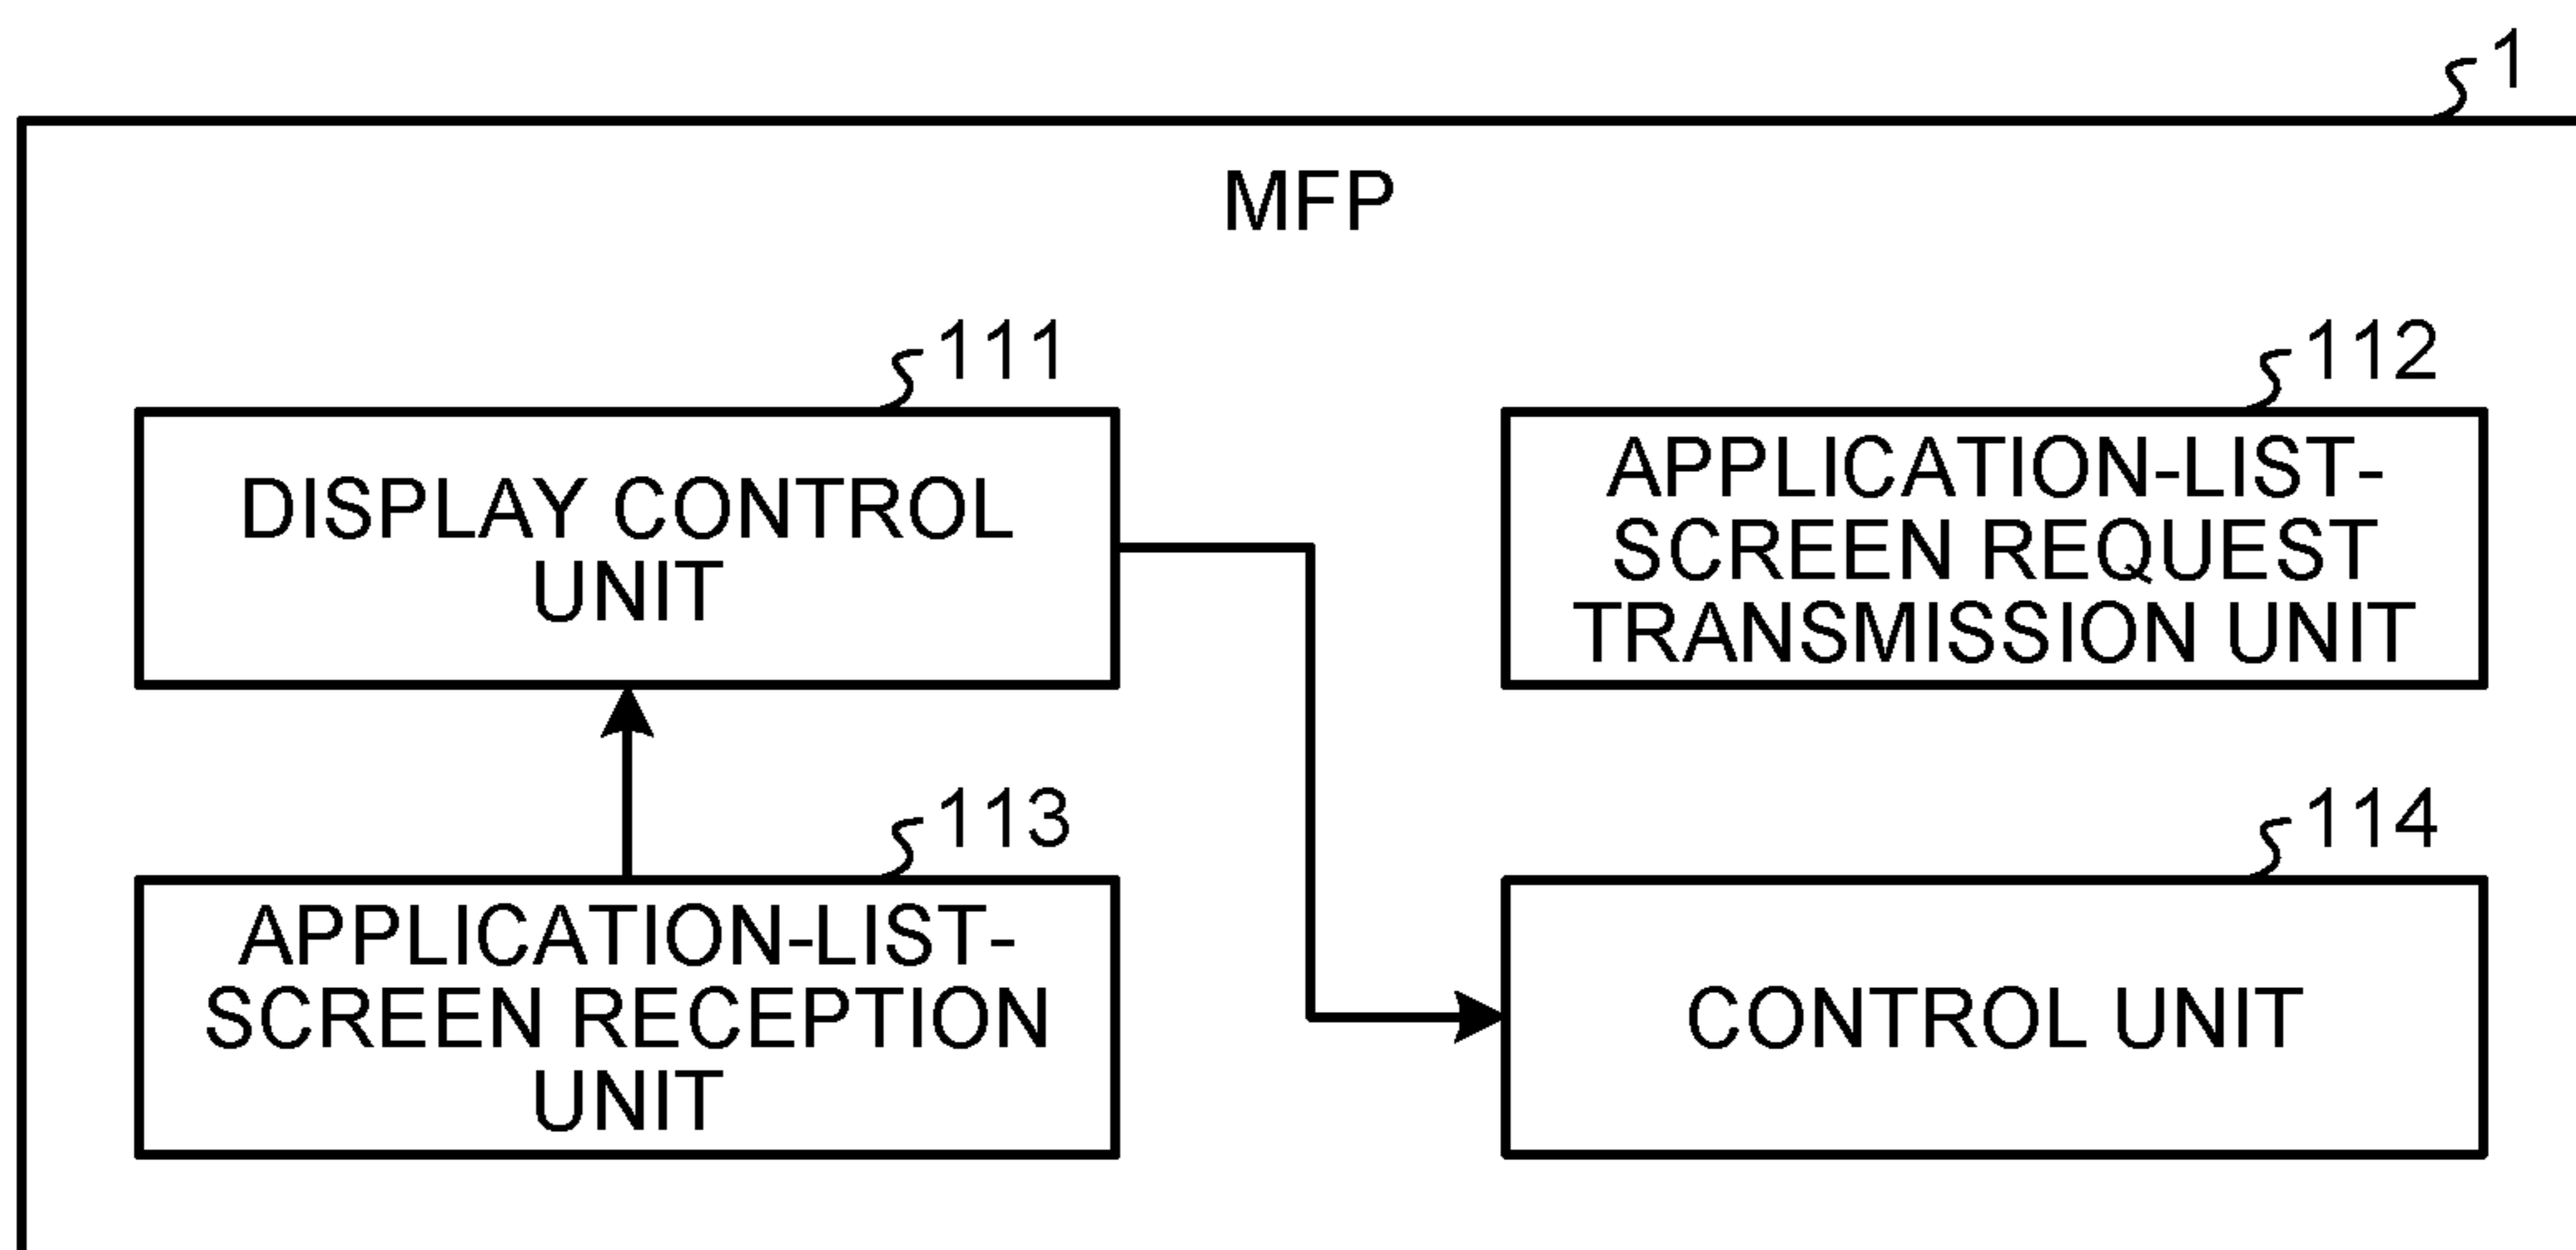 1
MFP
111
DISPLAY CONTROL
UNIT
112
APPLICATION-LIST-
SCREEN REQUEST
TRANSMISSION UNIT
113
APPLICATION-LIST-
SCREEN RECEPTION
UNIT
114
CONTROL UNIT